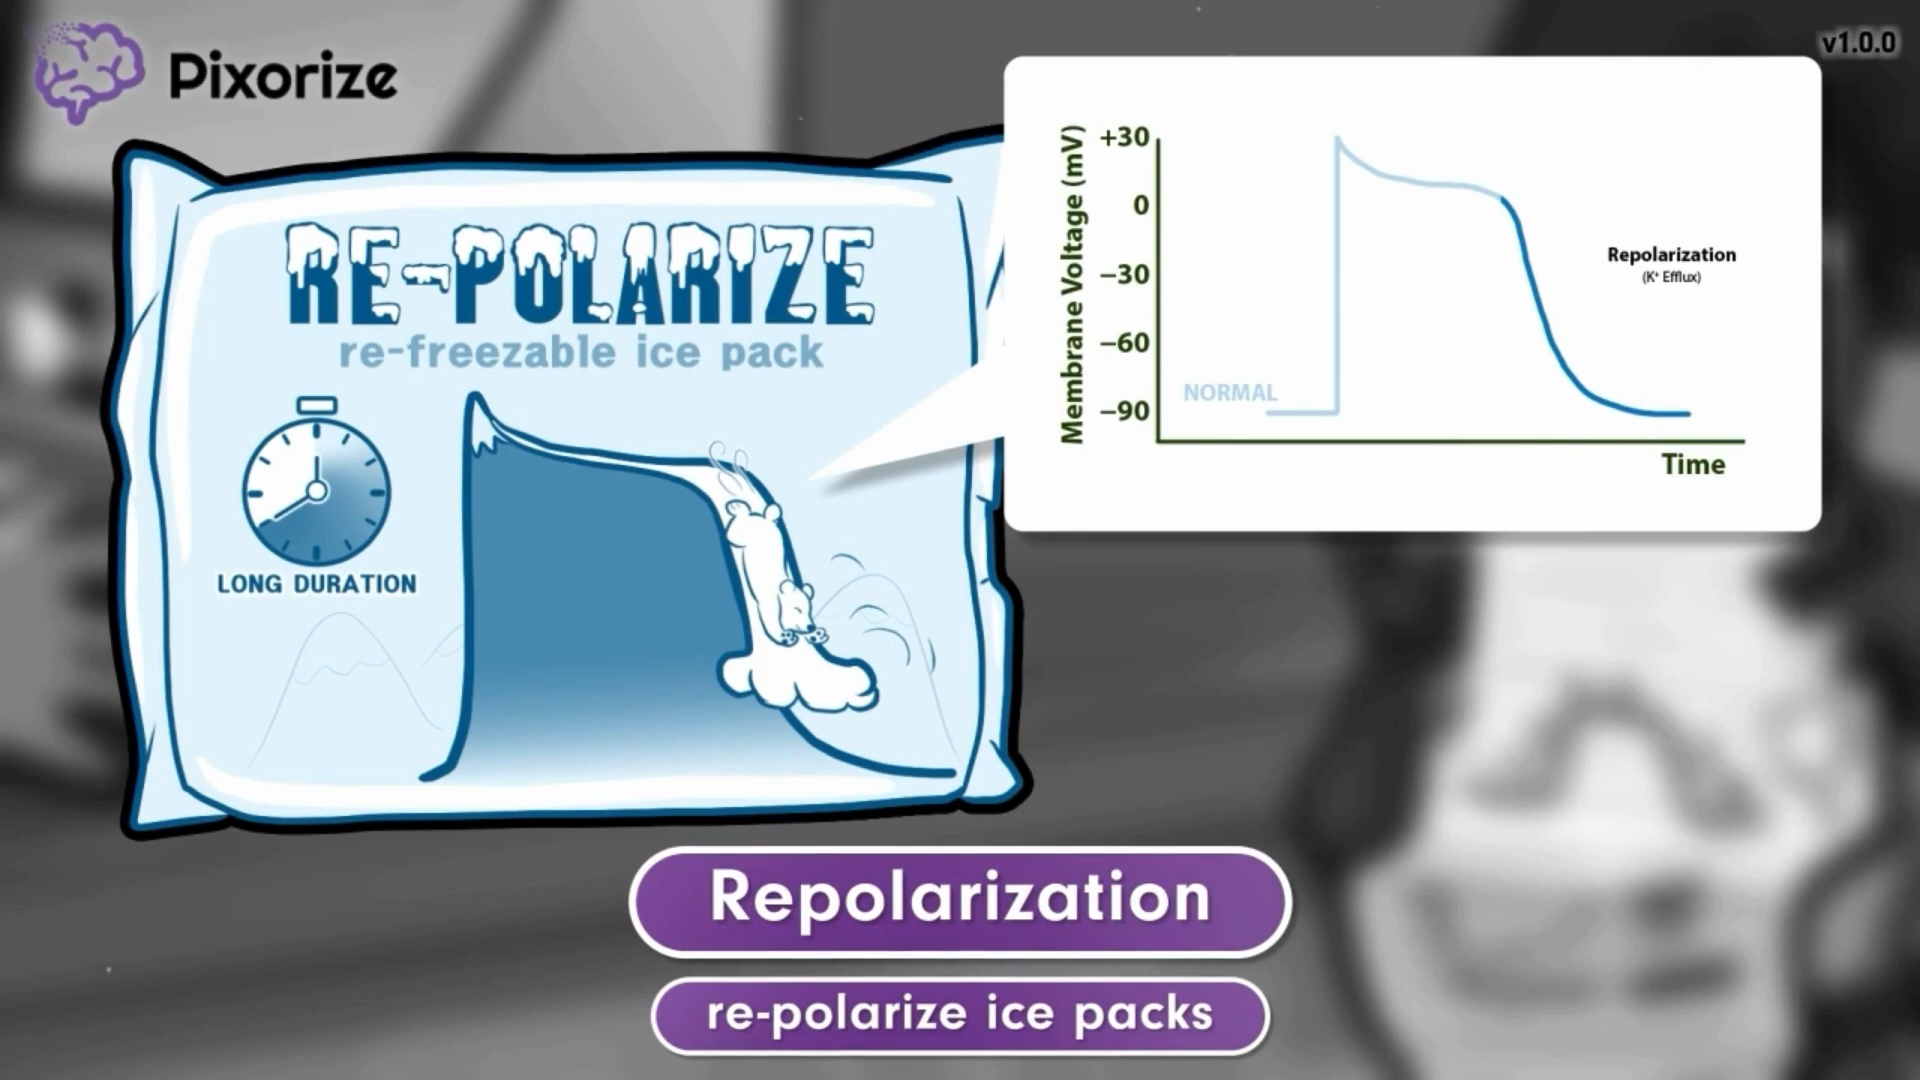 Pixorize
v1.0.0
RE-POLARIZE
re-freezable ice pack
LONG DURATION
Membrane Voltage (mV)
+30
0
−30
−60
−90
NORMAL
Repolarization
(K⁺ Efflux)
Time
Repolarization
re-polarize ice packs